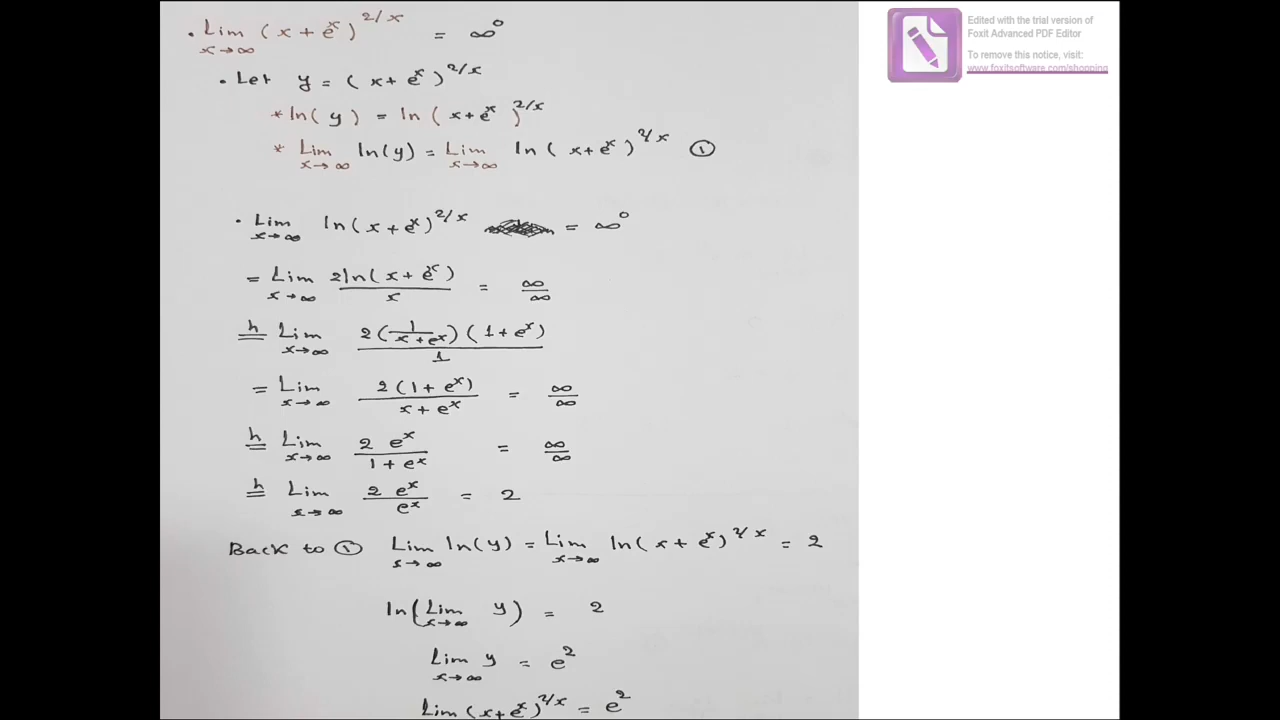 . Lim x→∞ (x + e^x)^2/x = ∞^0
. Let y = (x + e^x)^2/x
* ln(y) = ln(x + e^x)^2/x
* Lim x→∞ ln(y) = Lim x→∞ ln(x + e^x)^2/x ①
. Lim x→∞ ln(x + e^x)^2/x = ∞^0
= Lim x→∞ 2ln(x + e^x)/x = ∞/∞
h= Lim x→∞ 2(1/(x + e^x))(1 + e^x)/1
= Lim x→∞ 2(1 + e^x)/(x + e^x) = ∞/∞
h= Lim x→∞ 2 e^x/(1 + e^x) = ∞/∞
h= Lim x→∞ 2 e^x/e^x = 2
Back to ① Lim x→∞ ln(y) = Lim x→∞ ln(x + e^x)^2/x = 2
ln(Lim x→∞ y) = 2
Lim x→∞ y = e^2
Lim (x + e^x)^2/x = e^2
Edited with the trial version of
Foxit Advanced PDF Editor
To remove this notice, visit:
www.foxitsoftware.com/shopping